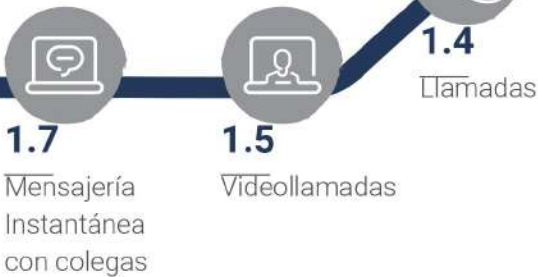 1.4
Llamadas
1.7
Mensajería
Instantánea
con colegas
1.5
Videollamadas